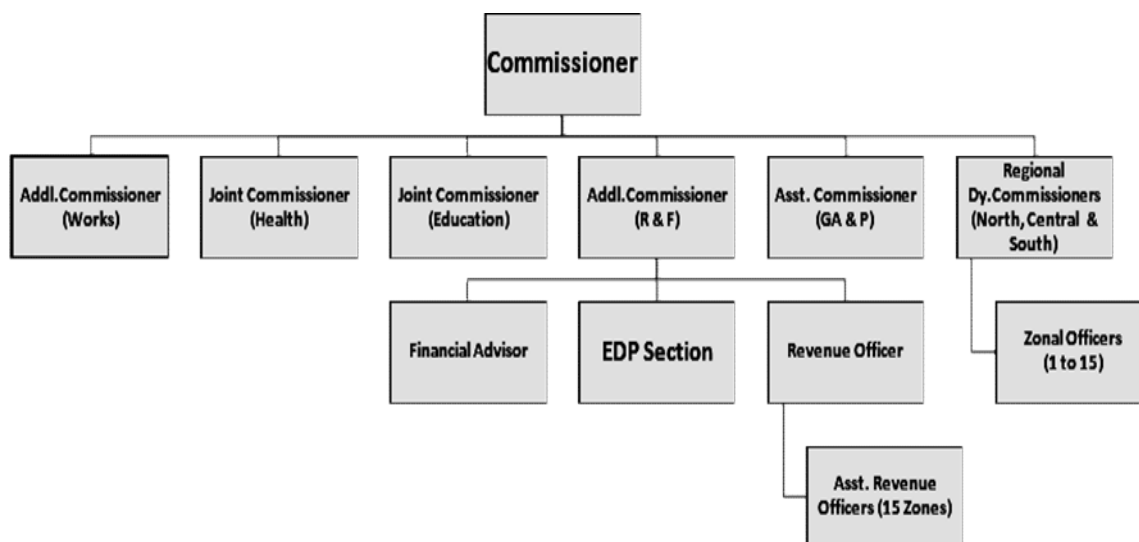 Commissioner
Addl.Commissioner
(Works)
Joint Commissioner
(Health)
Joint Commissioner
(Education)
Addl.Commissioner
(R & F)
Asst. Commissioner
(GA & P)
Regional
Dy.Commissioners
(North, Central &
South)
Financial Advisor
EDP Section
Revenue Officer
Zonal Officers
(1 to 15)
Asst. Revenue
Officers (15 Zones)